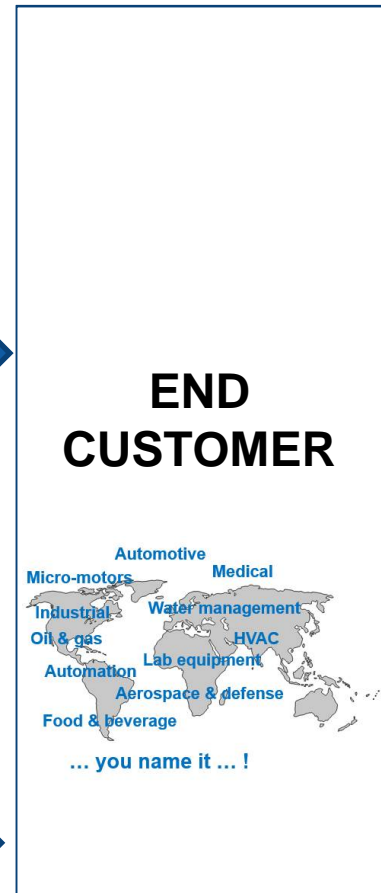 END
CUSTOMER
Automotive
Micro-motors
Medical
Industrial
Water management
Oil & gas
HVAC
Lab equipment
Automation
Aerospace & defense
Food & beverage
... you name it ... !